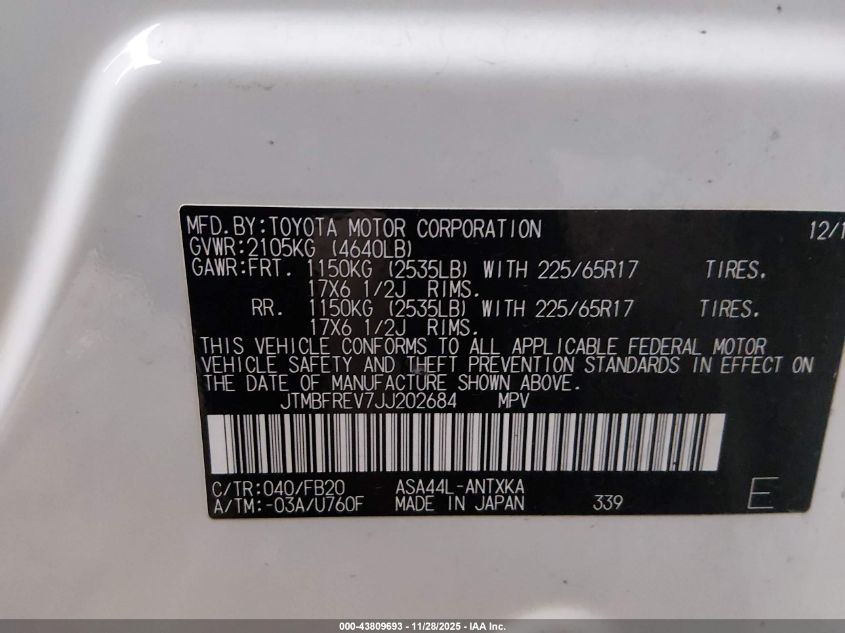 MFD.BY:TOYOTA MOTOR CORPORATION 12/1
GVWR:2105KG (4640LB)
GAWR:FRT. 1150KG (2535LB) WITH 225/65R17 TIRES.
17X6 1/2J RIMS.
RR. 1150KG (2535LB) WITH 225/65R17 TIRES.
17X6 1/2J RIMS.
THIS VEHICLE CONFORMS TO ALL APPLICABLE FEDERAL MOTOR
VEHICLE SAFETY AND THEFT PREVENTION STANDARDS IN EFFECT ON
THE DATE OF MANUFACTURE SHOWN ABOVE.
JTMBFREV7JJ202684 MPV
C/TR:040/FB20 ASA44L-ANTXKA
A/TM:-03A/U760F MADE IN JAPAN 339 E
000-43809693 - 11/28/2025 - IAA Inc.